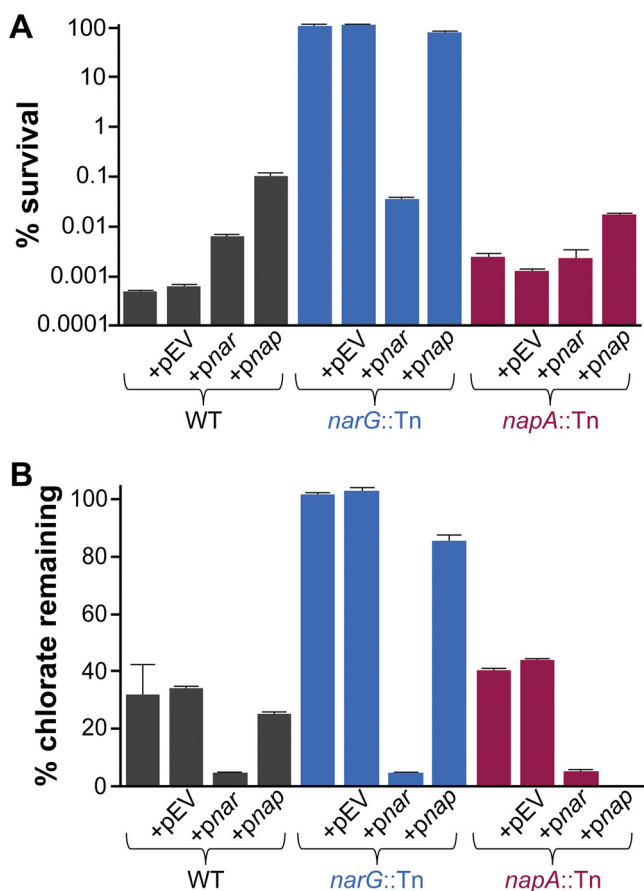 A
% survival
100
10
1
0.1
0.01
0.001
0.0001
+pEV +pnar +pnap +pEV +pnar +pnap +pEV +pnar +pnap
WT narG::Tn napA::Tn
B
% chlorate remaining
100
80
60
40
20
0
+pEV +pnar +pnap +pEV +pnar +pnap +pEV +pnar +pnap
WT narG::Tn napA::Tn